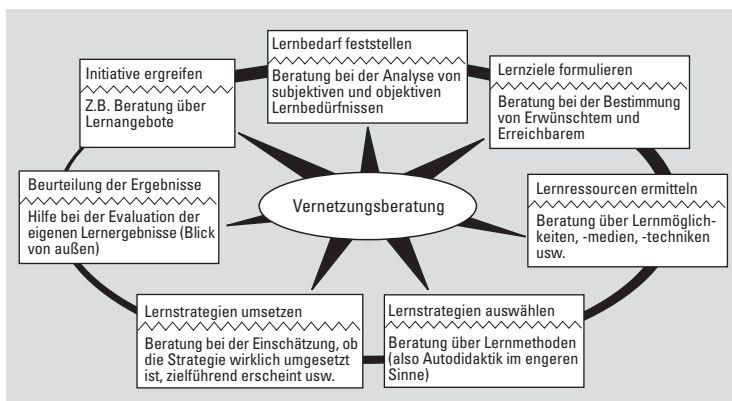 Lernbedarf feststellen
Beratung bei der Analyse von
subjektiven und objektiven
Lernbedürfnissen
Lernziele formulieren
Beratung bei der Bestimmung
von Erwünschtem und
Erreichbarem
Lernressourcen ermitteln
Beratung über Lernmöglich-
keiten, -medien, -techniken
usw.
Lernstrategien auswählen
Beratung über Lernmethoden
(also Autodidaktik im engeren
Sinne)
Lernstrategien umsetzen
Beratung bei der Einschätzung, ob
die Strategie wirklich umgesetzt
ist, zielführend erscheint usw.
Beurteilung der Ergebnisse
Hilfe bei der Evaluation der
eigenen Lernergebnisse (Blick
von außen)
Initiative ergreifen
Z.B. Beratung über
Lernangebote
Vernetzungsberatung